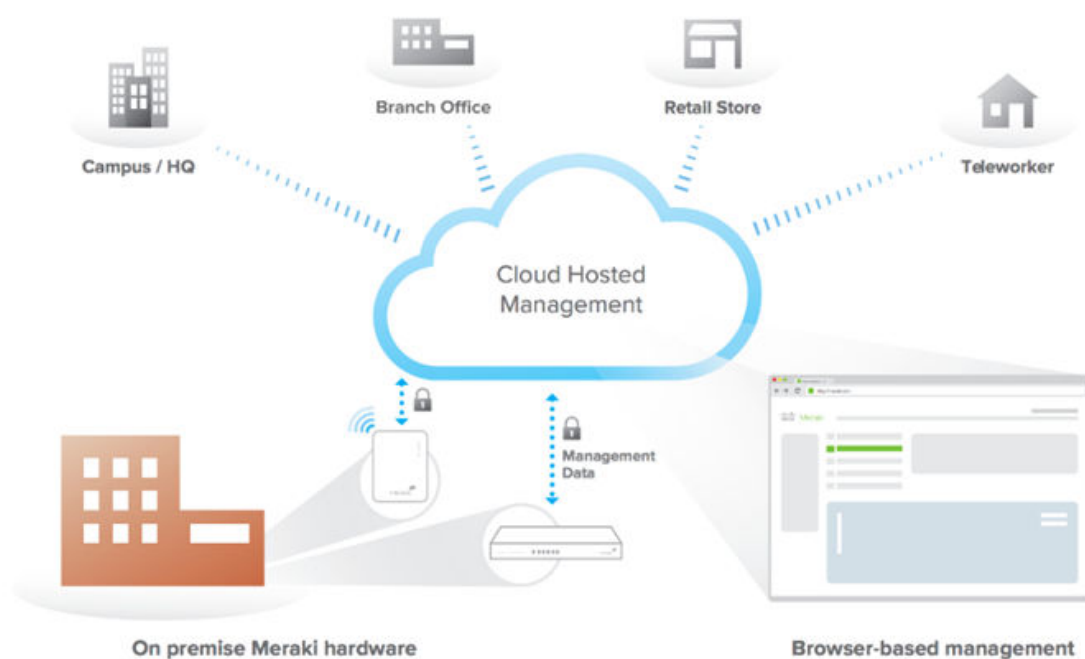 Campus / HQ
Branch Office
Retail Store
Teleworker
Cloud Hosted
Management
Management
Data
Meraki
On premise Meraki hardware
Browser-based management